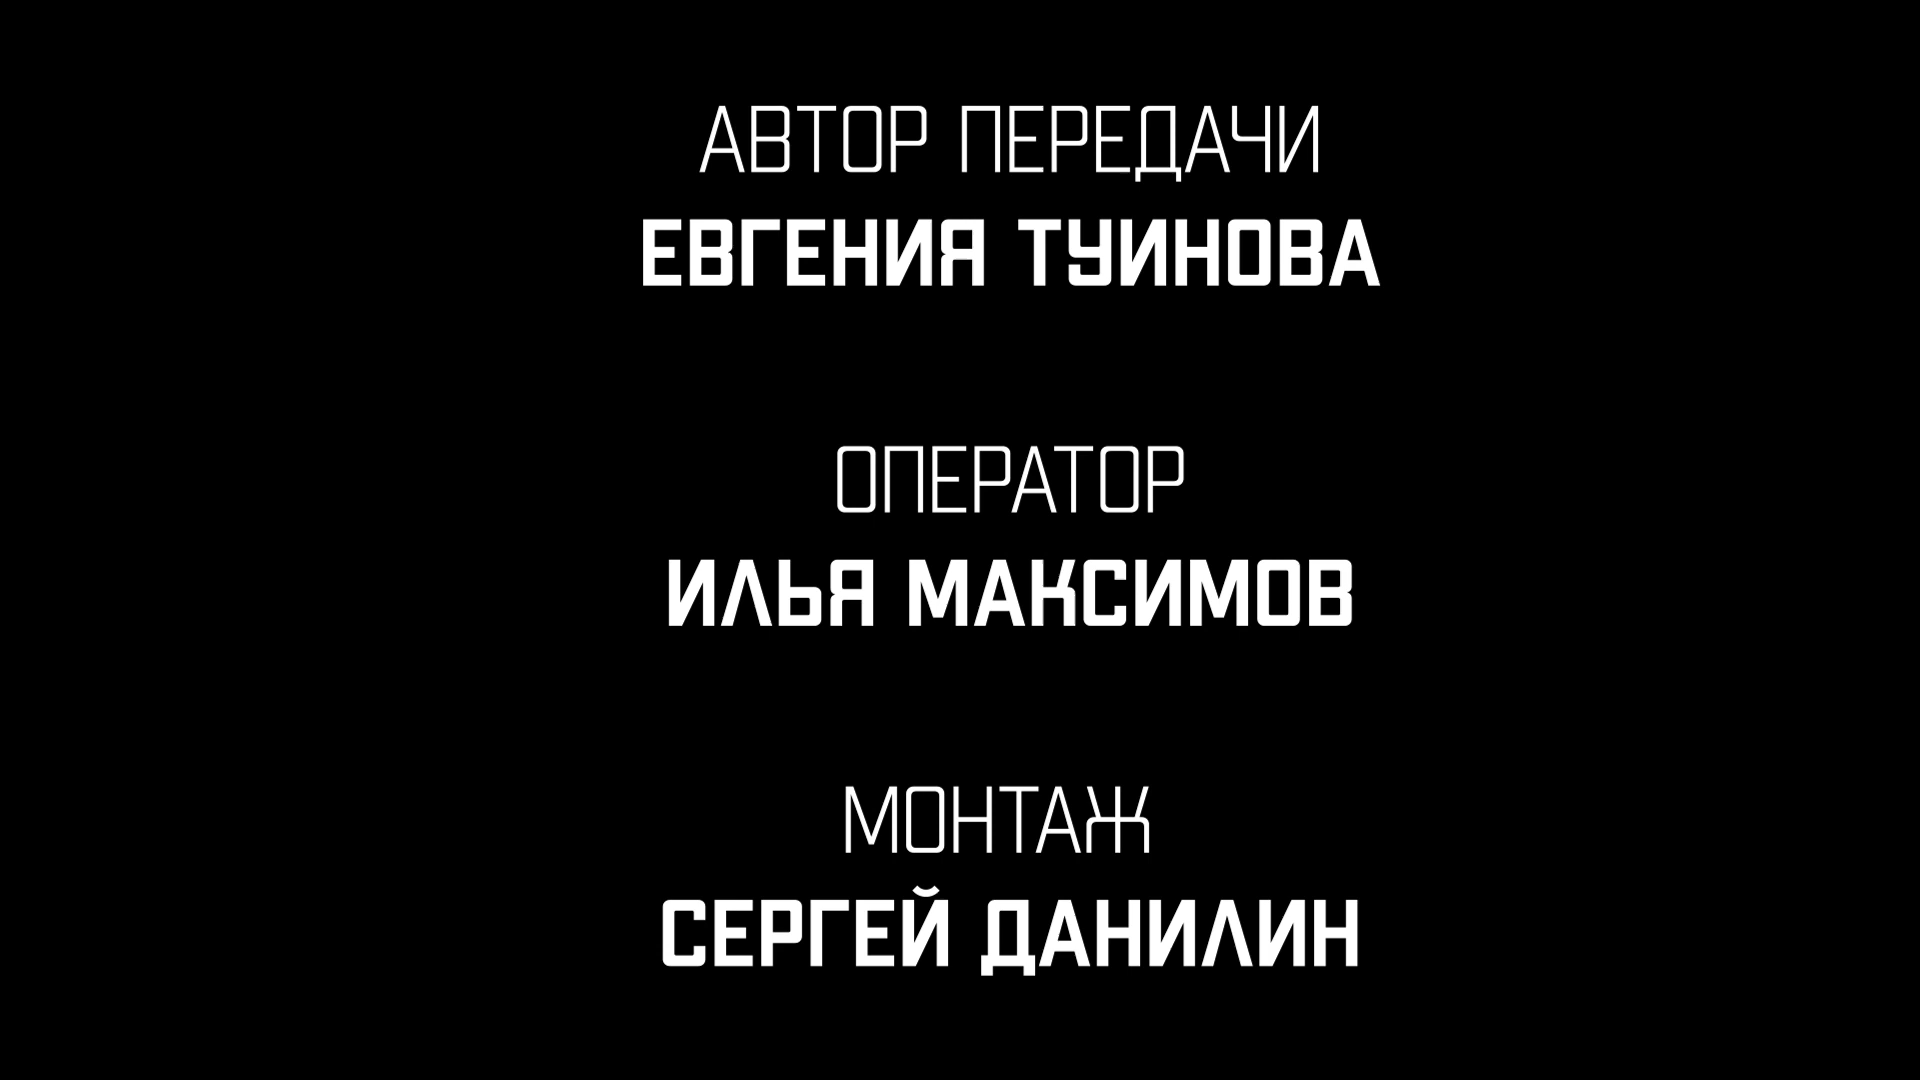 АВТОР ПЕРЕДАЧИ
ЕВГЕНИЯ ТУИНОВА
ОПЕРАТОР
ИЛЬЯ МАКСИМОВ
МОНТАЖ
СЕРГЕЙ ДАНИЛИН